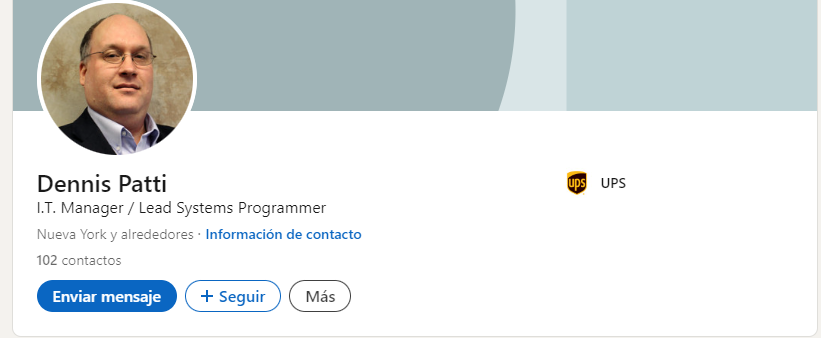 Dennis Patti
I.T. Manager / Lead Systems Programmer
Nueva York y alrededores · Información de contacto
102 contactos
Enviar mensaje + Seguir Más
ups UPS